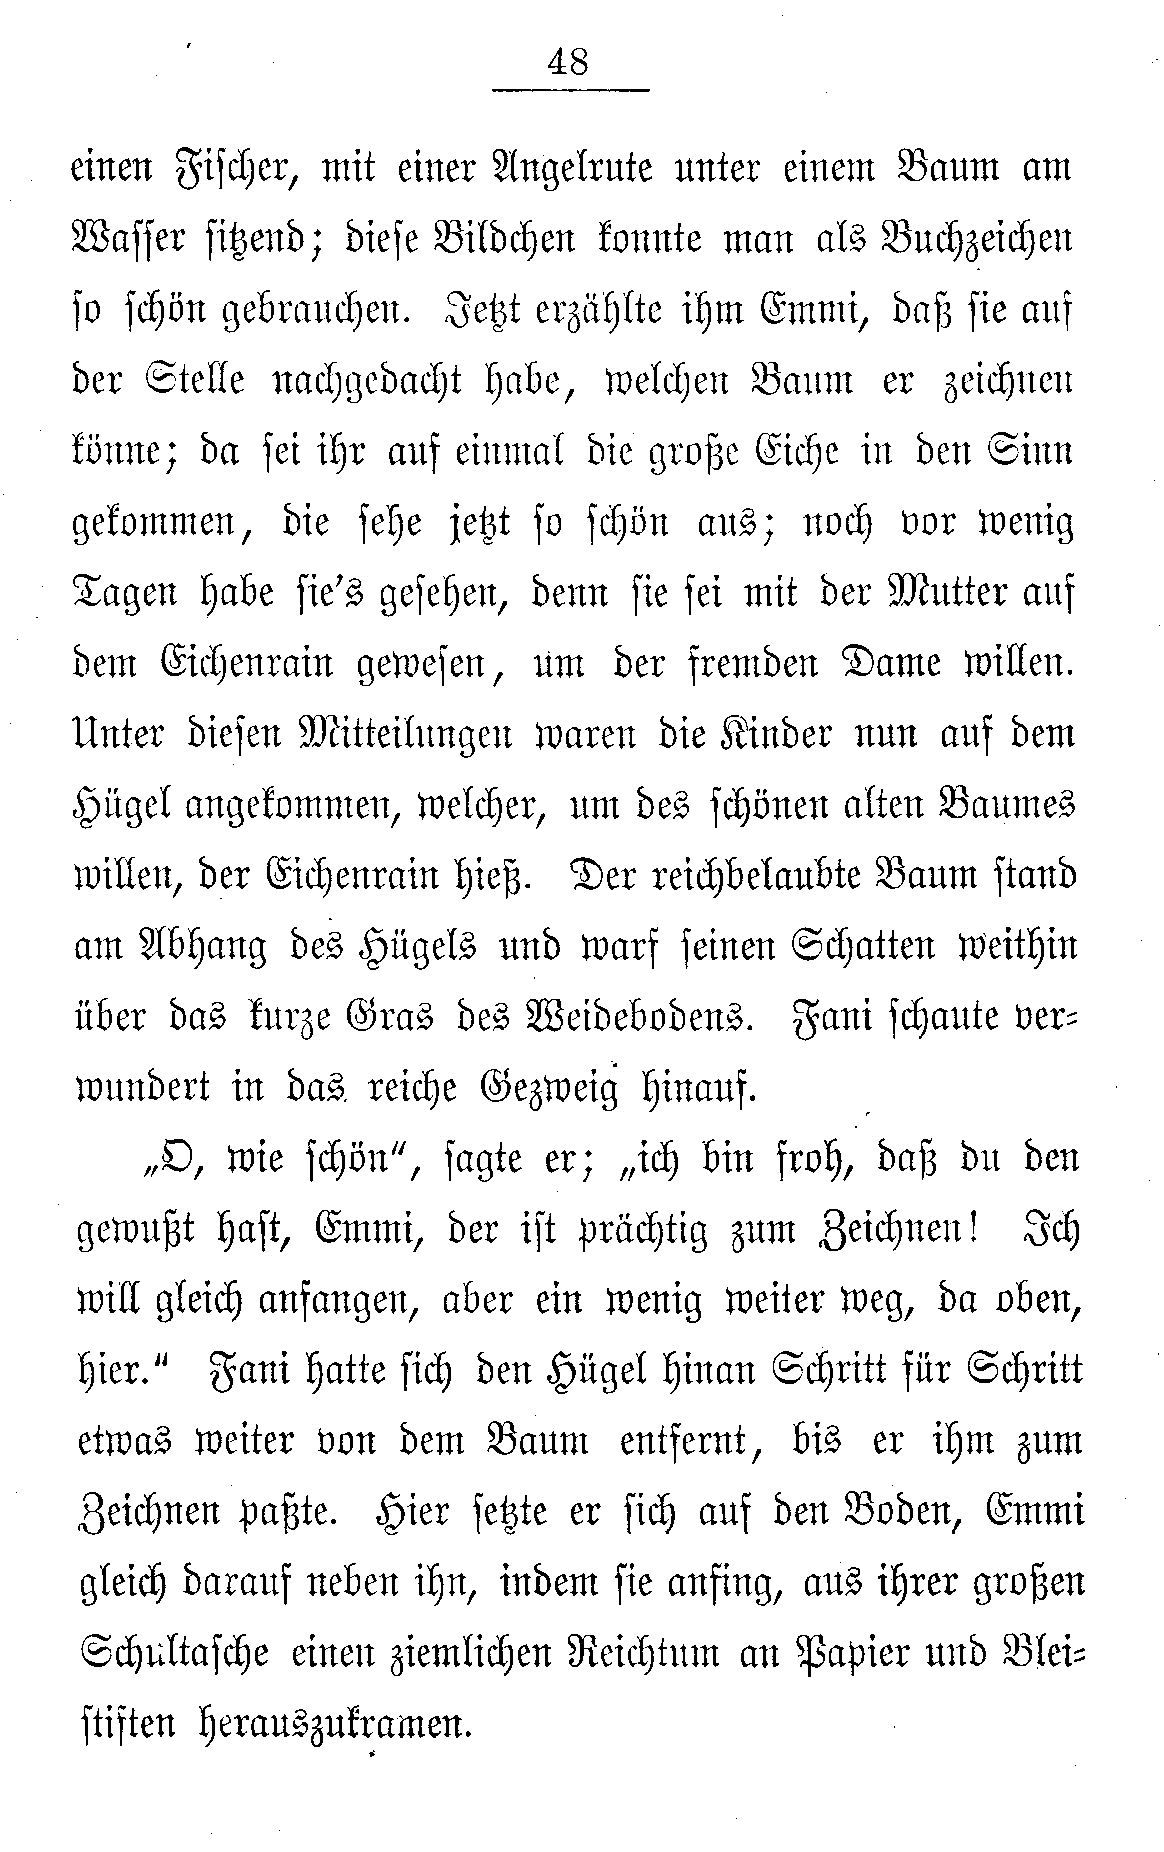 48
einen Fischer, mit einer Angelrute unter einem Baum am
Wasser sitzend; diese Bildchen konnte man als Buchzeichen
so schön gebrauchen. Jetzt erzählte ihm Emmi, daß sie auf
der Stelle nachgedacht habe, welchen Baum er zeichnen
könne; da sei ihr auf einmal die große Eiche in den Sinn
gekommen, die sehe jetzt so schön aus; noch vor wenig
Tagen habe sie's gesehen, denn sie sei mit der Mutter auf
dem Eichenrain gewesen, um der fremden Dame willen.
Unter diesen Mitteilungen waren die Kinder nun auf dem
Hügel angekommen, welcher, um des schönen alten Baumes
willen, der Eichenrain hieß. Der reichbelaubte Baum stand
am Abhang des Hügels und warf seinen Schatten weithin
über das kurze Gras des Weidebodens. Fani schaute ver-
wundert in das reiche Gezweig hinauf.
„O, wie schön", sagte er; „ich bin froh, daß du den
gewußt hast, Emmi, der ist prächtig zum Zeichnen! Ich
will gleich anfangen, aber ein wenig weiter weg, da oben,
hier." Fani hatte sich den Hügel hinan Schritt für Schritt
etwas weiter von dem Baum entfernt, bis er ihm zum
Zeichnen paßte. Hier setzte er sich auf den Boden, Emmi
gleich darauf neben ihn, indem sie anfing, aus ihrer großen
Schultasche einen ziemlichen Reichtum an Papier und Blei-
stiften herauszukramen.